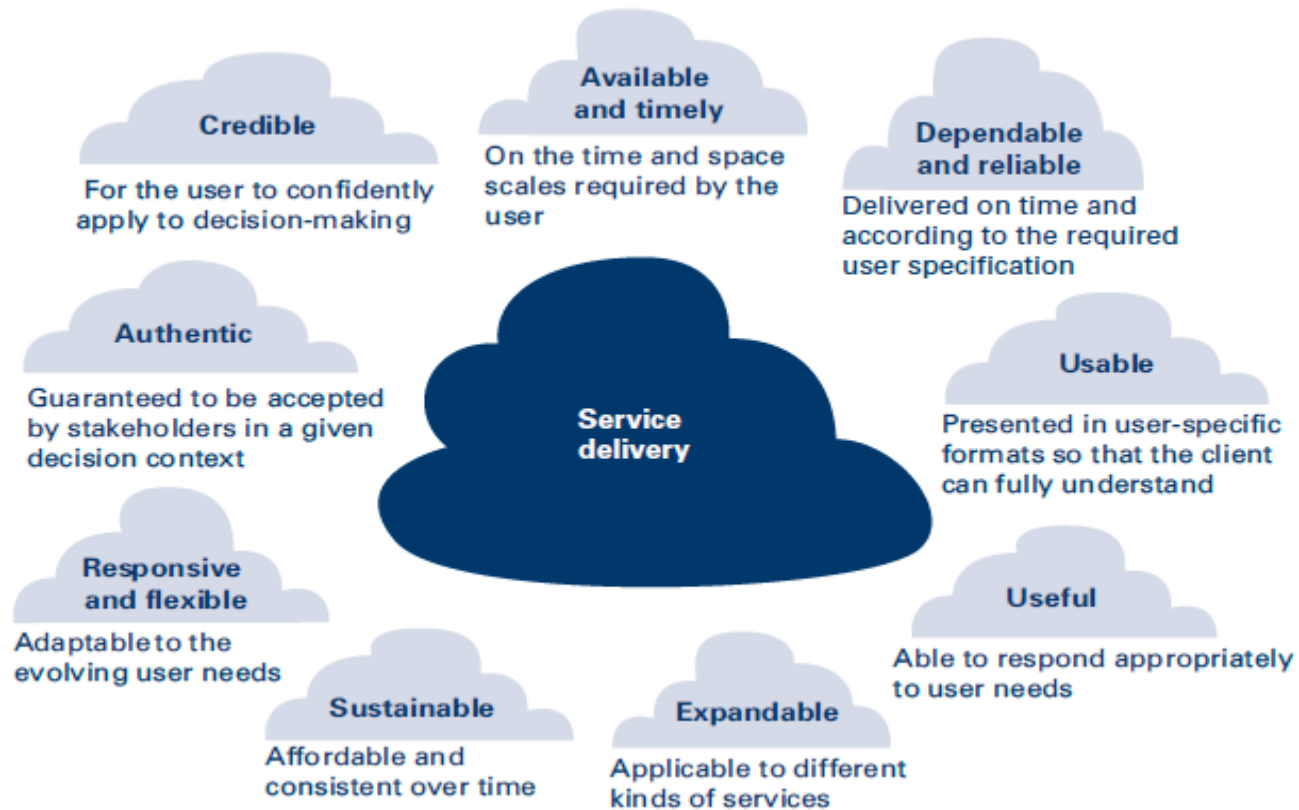 Credible
For the user to confidently
apply to decision-making
Available
and timely
On the time and space
scales required by the
user
Dependable
and reliable
Delivered on time and
according to the required
user specification
Authentic
Guaranteed to be accepted
by stakeholders in a given
decision context
Service
delivery
Usable
Presented in user-specific
formats so that the client
can fully understand
Responsive
and flexible
Adaptable to the
evolving user needs
Sustainable
Affordable and
consistent over time
Expandable
Applicable to different
kinds of services
Useful
Able to respond appropriately
to user needs